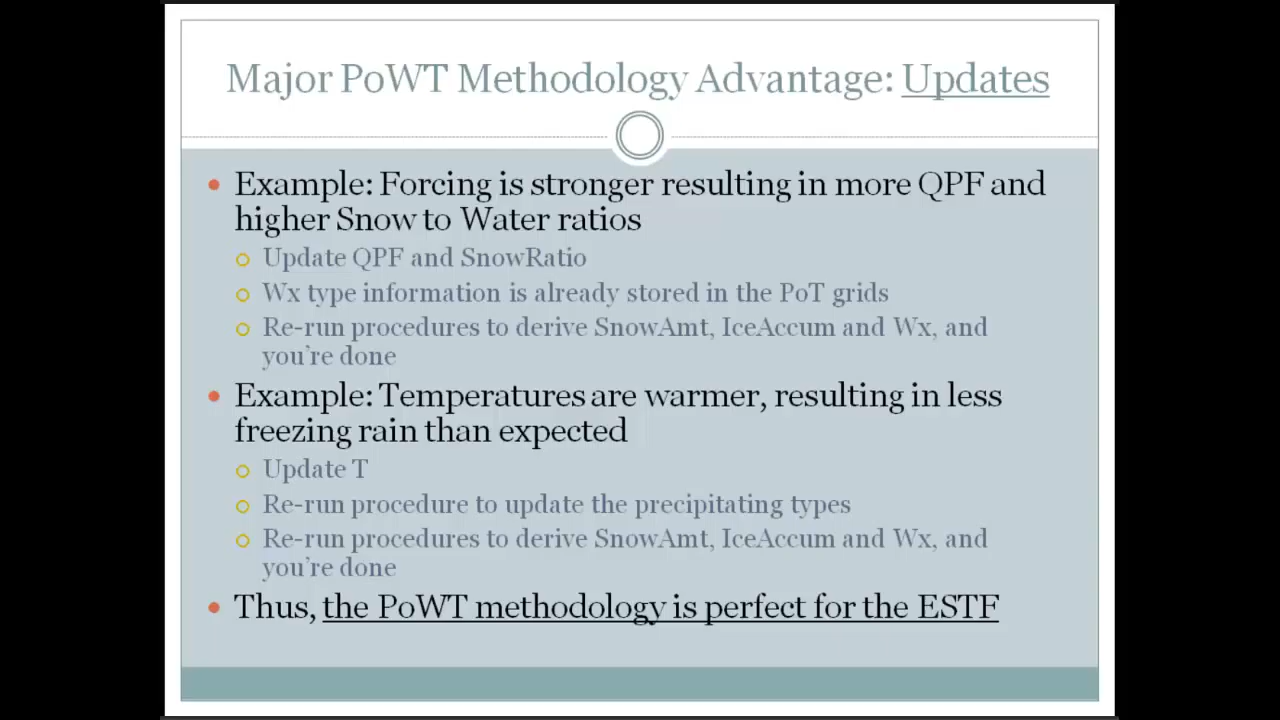 Major PoWT Methodology Advantage: Updates
Example: Forcing is stronger resulting in more QPF and
higher Snow to Water ratios
Update QPF and SnowRatio
Wx type information is already stored in the PoT grids
Re-run procedures to derive SnowAmt, IceAccum and Wx, and
you're done
Example: Temperatures are warmer, resulting in less
freezing rain than expected
Update T
Re-run procedure to update the precipitating types
Re-run procedures to derive SnowAmt, IceAccum and Wx, and
you're done
Thus, the PoWT methodology is perfect for the ESTF